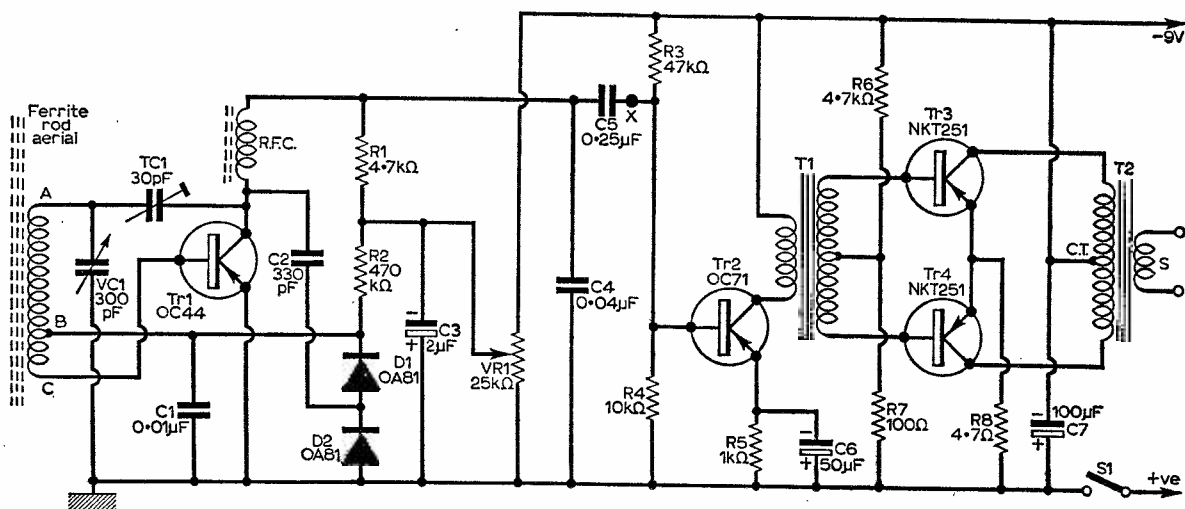 Ferrite
rod
aerial
A
B
C
TC1
30pF
VC1
300
pF
R.F.C.
Tr1
OC44
C1
0·01µF
C2
330
pF
R1
4·7kΩ
R2
470
kΩ
D1
OA81
D2
OA81
-
+
C3
2µF
VR1
25kΩ
C4
0·04µF
C5
0·25µF
X
R3
47kΩ
R4
10kΩ
Tr2
OC71
R5
1kΩ
-
+
C6
50µF
T1
R6
4·7kΩ
R7
100Ω
Tr3
NKT251
Tr4
NKT251
R8
4·7Ω
100µF
-
+
C7
C.T.
T2
S
-9V
S1
+ve